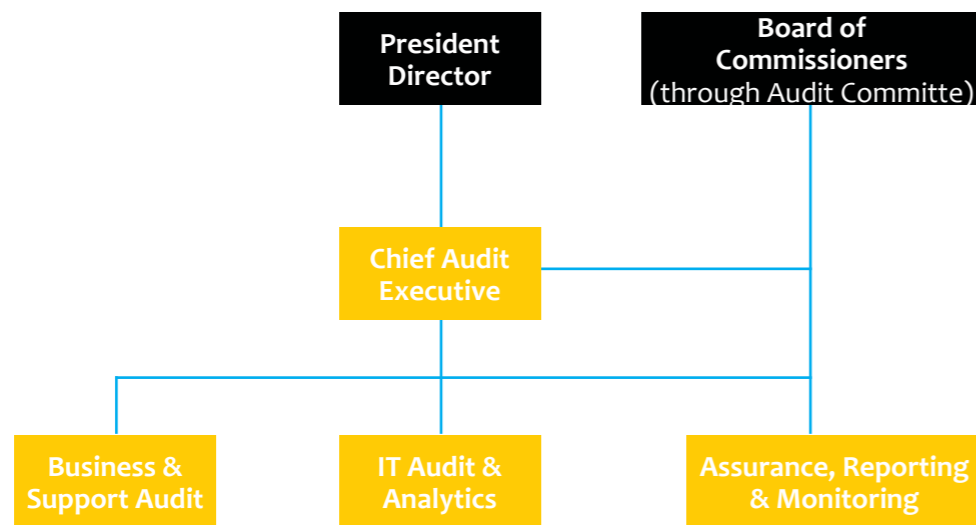 President
Director
Board of
Commissioners
(through Audit Committe)
Chief Audit
Executive
Business &
Support Audit
IT Audit &
Analytics
Assurance, Reporting
& Monitoring